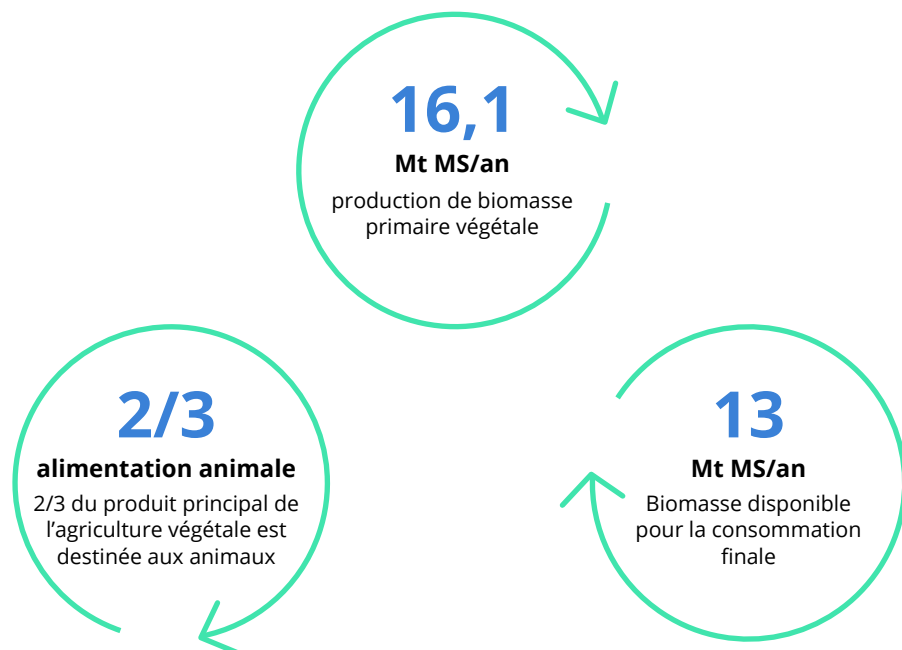 16,1
Mt MS/an
production de biomasse
primaire végétale
2/3
alimentation animale
2/3 du produit principal de
l’agriculture végétale est
destinée aux animaux
13
Mt MS/an
Biomasse disponible
pour la consommation
finale